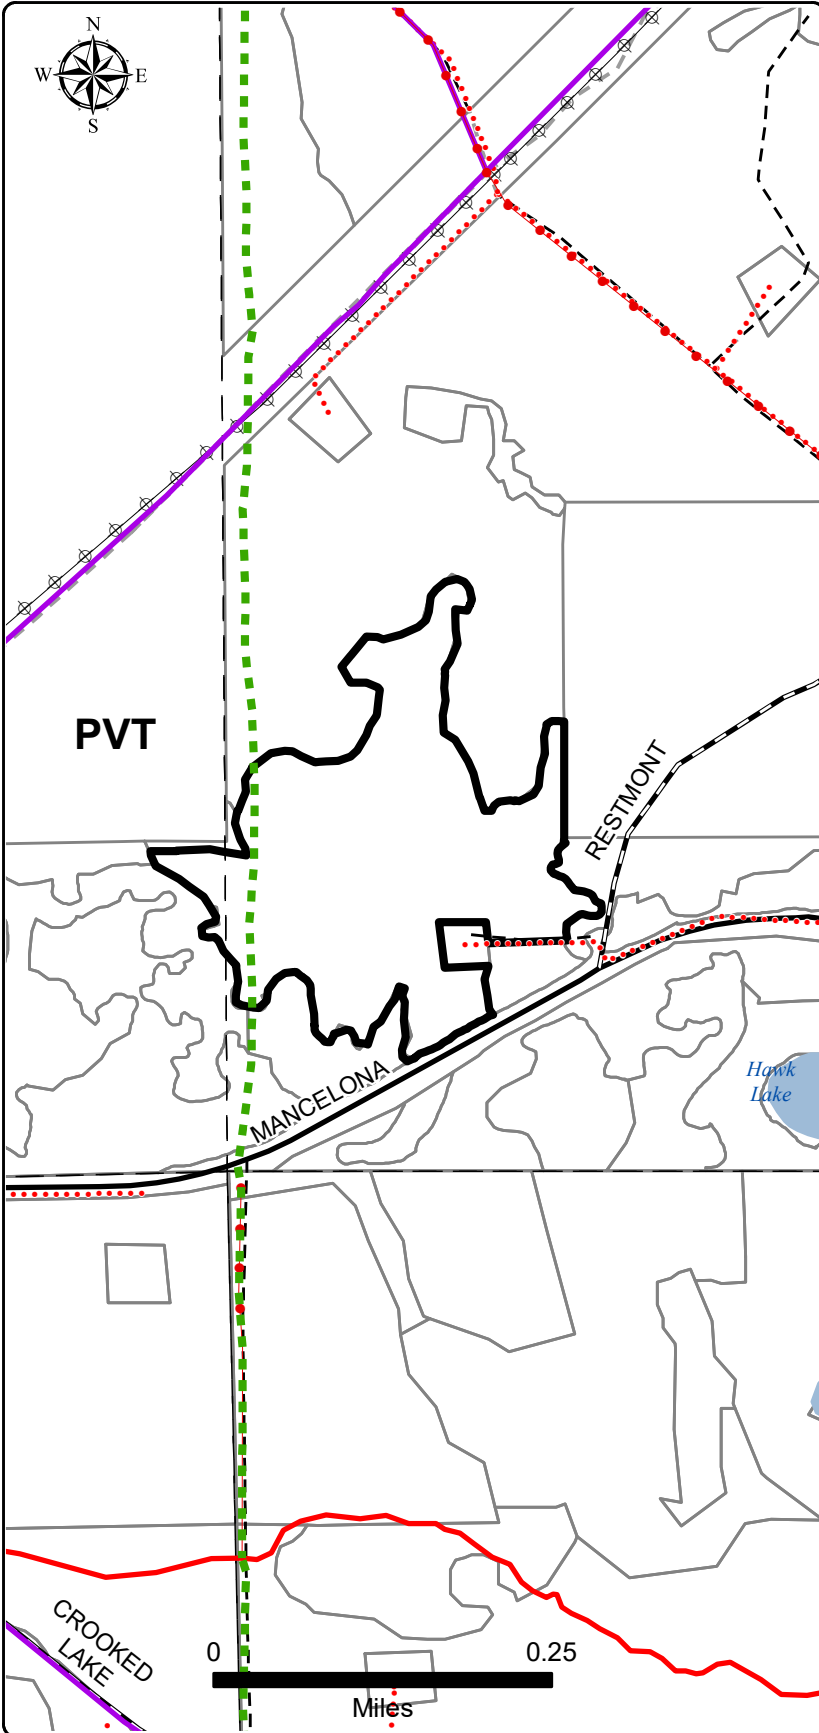 N
W E
S
PVT
RESTMONT
Hawk
Lake
MANCELONA
CROOKED
LAKE
0 0.25
Miles